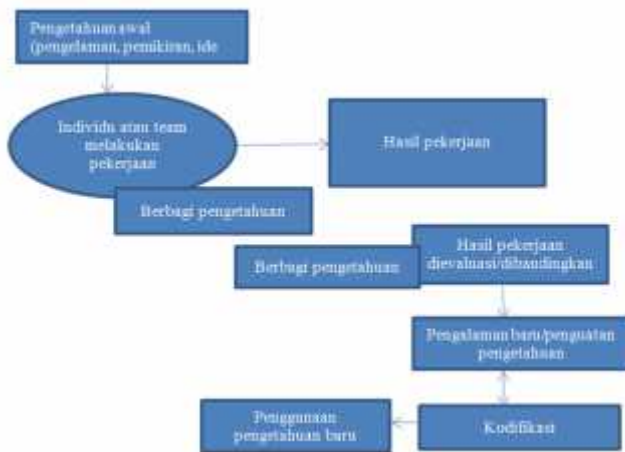 Pengetahuan awal
(pengelaman, pemikiran, ide
Individu atau team
melakukan
pekerjaan
Hasil pekerjaan
Berbagi pengetahuan
Hasil pekerjaan
dievaluasi/dibandingkan
Berbagi pengetahuan
Pengalaman baru/penguatan
pengetahuan
Penggunaan
pengetahuan baru
Kodifikasi